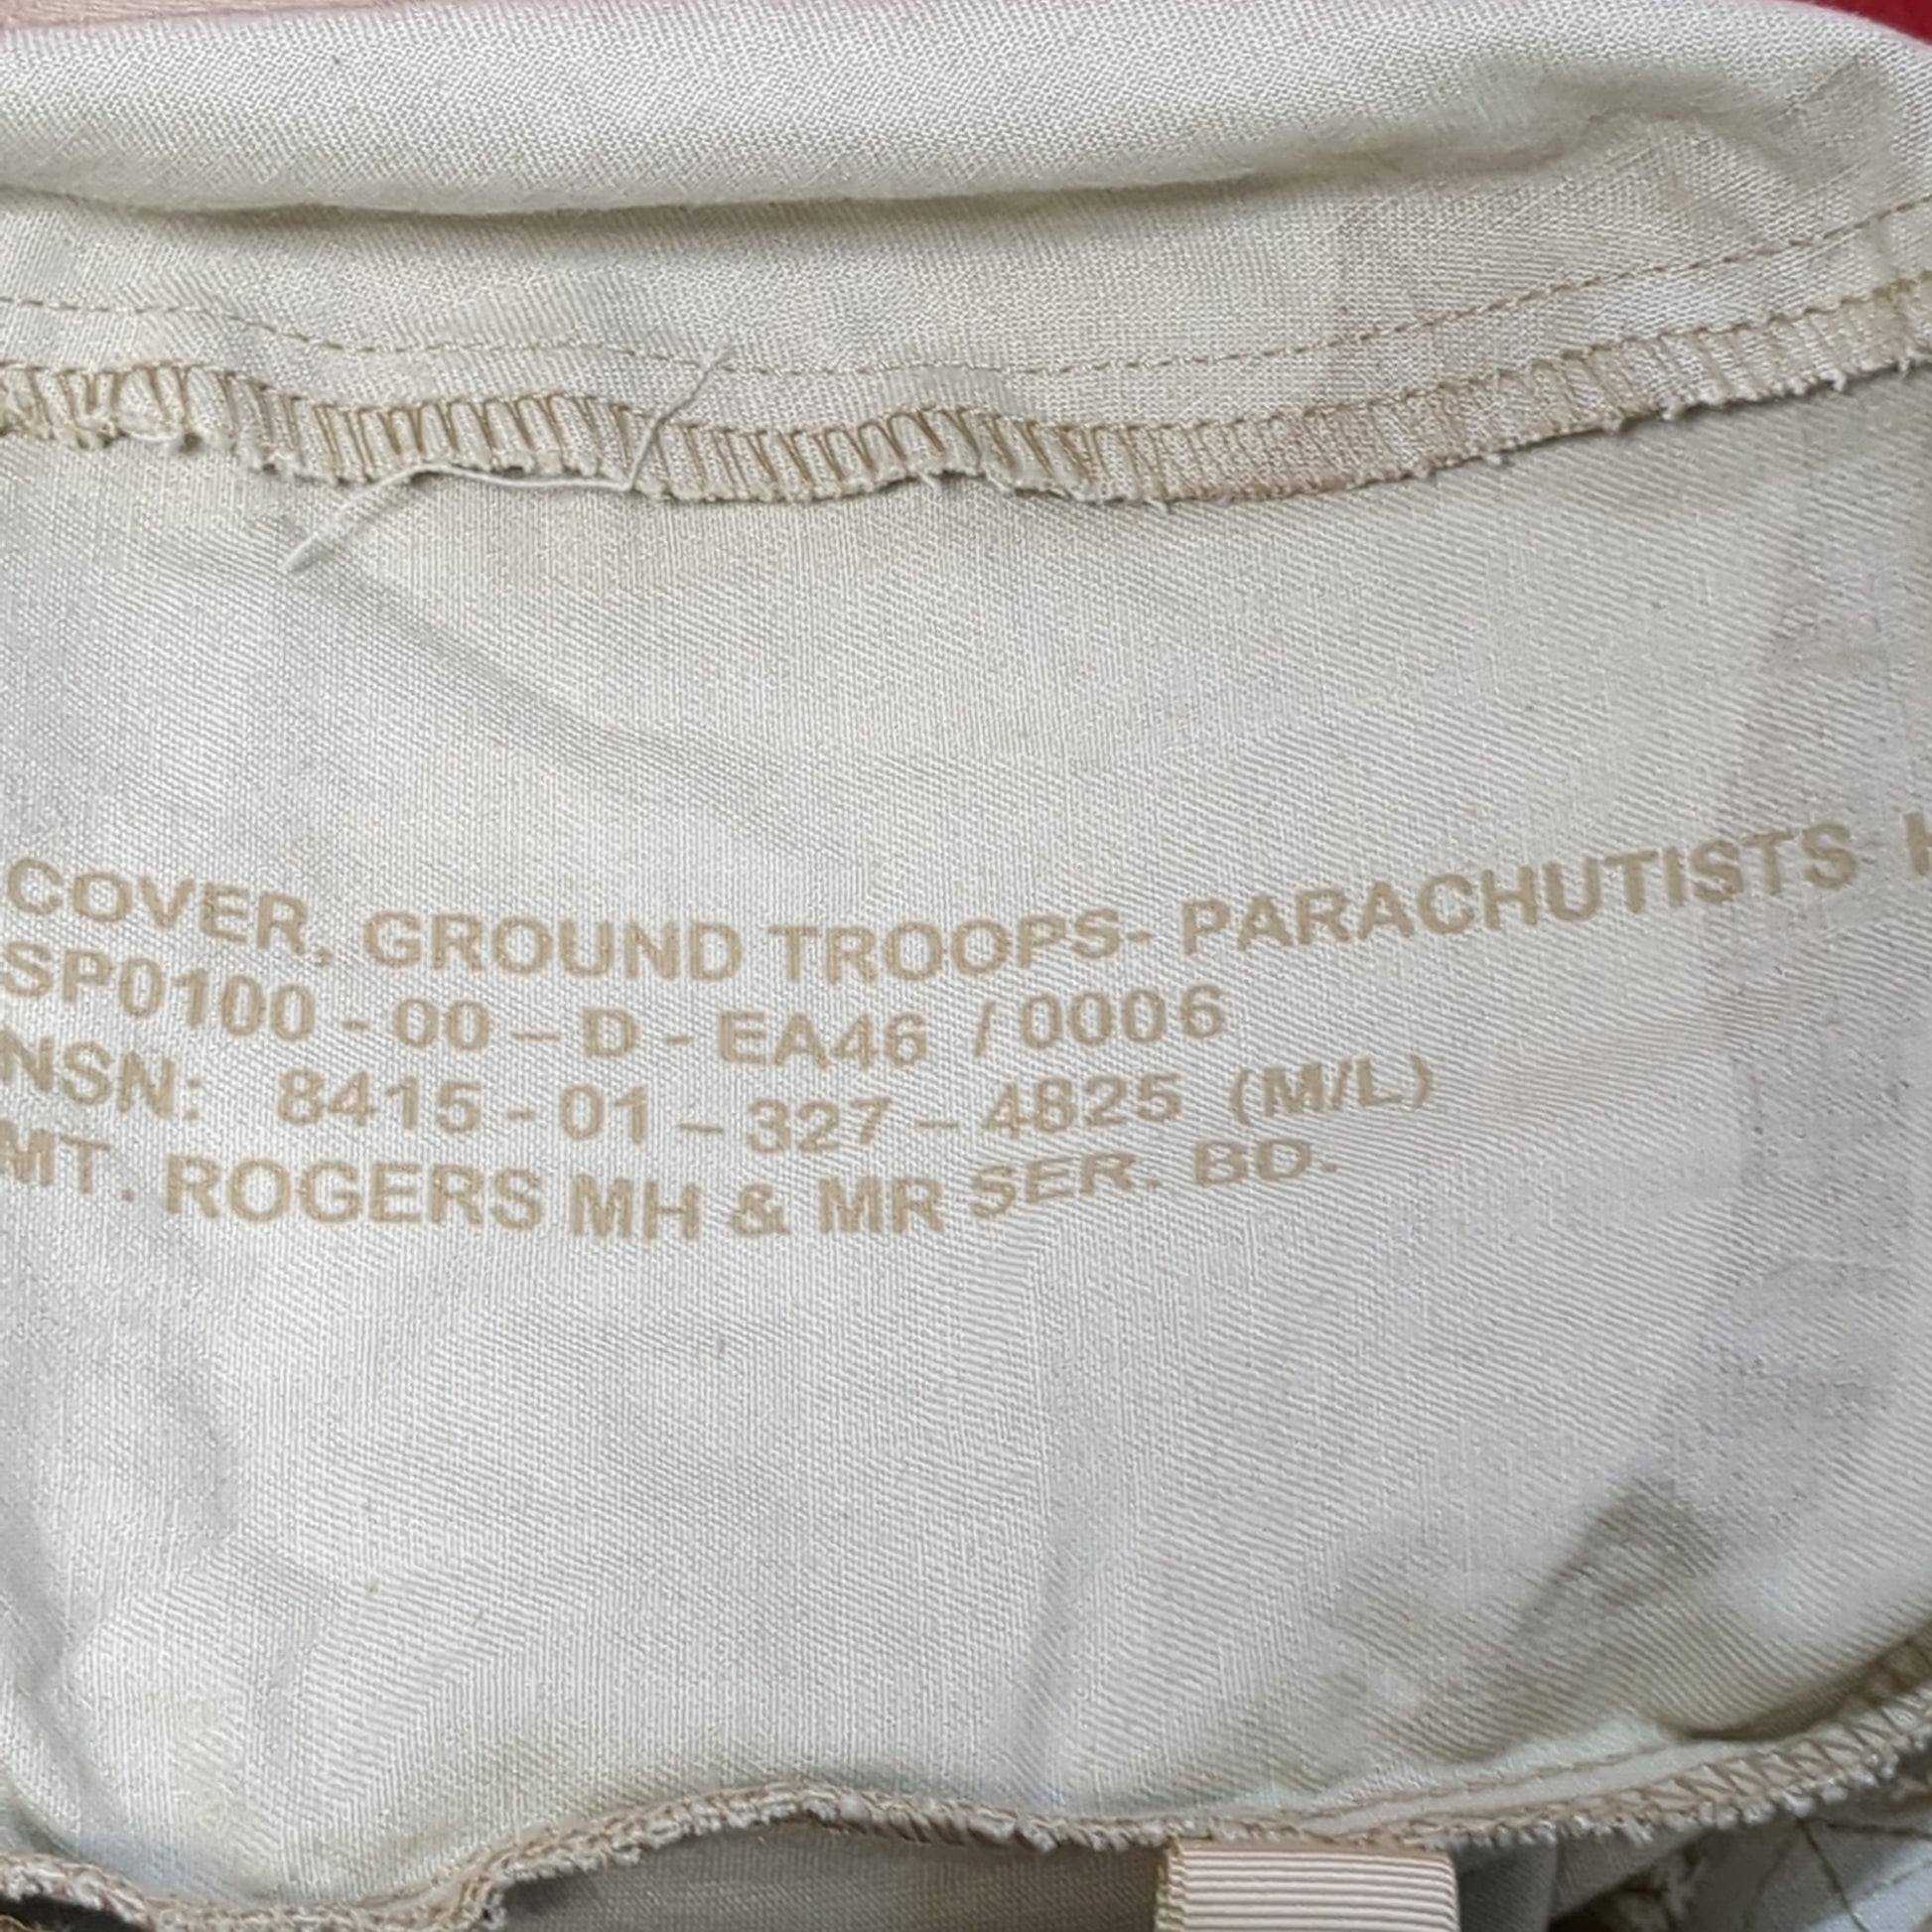 COVER, GROUND TROOPS- PARACHUTISTS
SP0100 - 00 - D - EA46 / 0006
NSN: 8415 - 01 - 327 - 4825 (M/L)
MT. ROGERS MH & MR SER. BD.